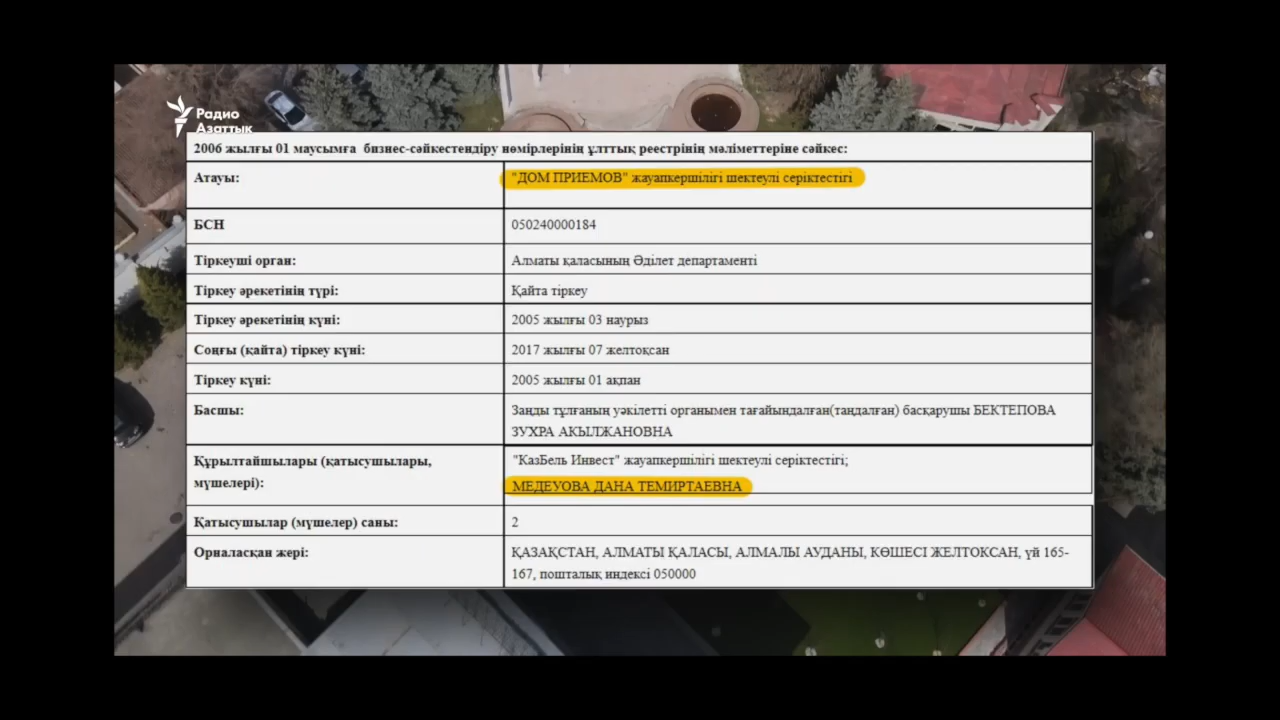 Радио
Азаттық
2006 жылғы 01 маусымға бизнес-сәйкестендіру нөмірлерінің ұлттық реестрінің мәліметтеріне сәйкес:
Атауы:
"ДОМ ПРИЕМОВ" жауапкершілігі шектеулі серіктестігі
БСН
050240000184
Тіркеуші орган:
Алматы қаласының Әділет департаменті
Тіркеу әрекетінің түрі:
Қайта тіркеу
Тіркеу әрекетінің күні:
2005 жылғы 03 наурыз
Соңғы (қайта) тіркеу күні:
2017 жылғы 07 желтоқсан
Тіркеу күні:
2005 жылғы 01 ақпан
Басшы:
Заңды тұлғаның уәкілетті органымен тағайындалған(таңдалған) басқарушы БЕКТЕПОВА
ЗУХРА АКЫЛЖАНОВНА
Құрылтайшылары (қатысушылары,
мүшелері):
"КазБель Инвест" жауапкершілігі шектеулі серіктестігі;
МЕДЕУОВА ДАНА ТЕМИРТАЕВНА
Қатысушылар (мүшелер) саны:
2
Орналасқан жері:
ҚАЗАҚСТАН, АЛМАТЫ ҚАЛАСЫ, АЛМАЛЫ АУДАНЫ, КӨШЕСІ ЖЕЛТОКСАН, үй 165-
167, пошталық индексі 050000